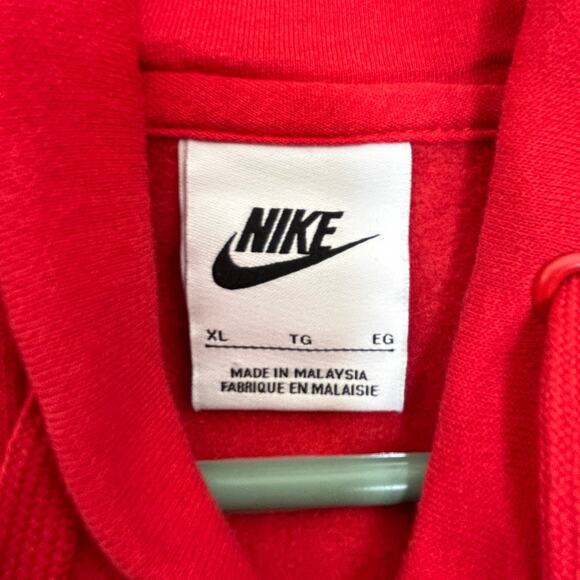 NIKE
XL TG EG
MADE IN MALAYSIA
FABRIQUE EN MALAISIE